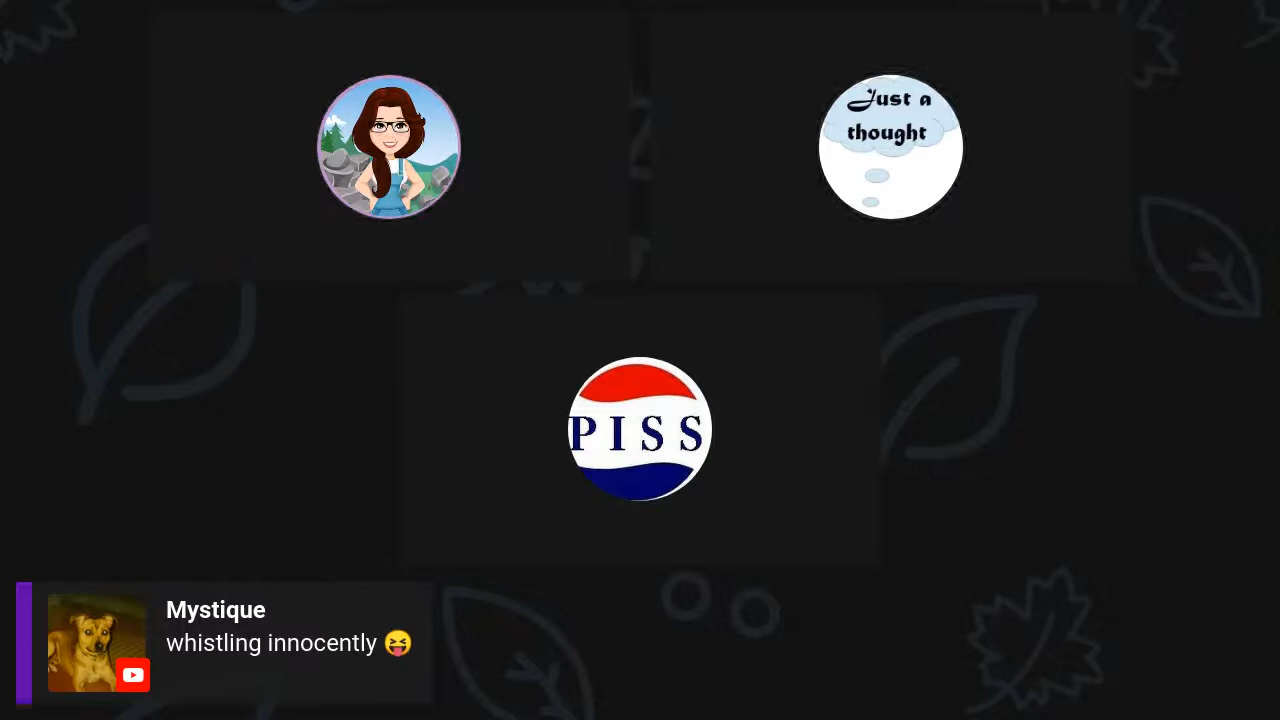 Just a
thought
PISS
Mystique
whistling innocently 😝